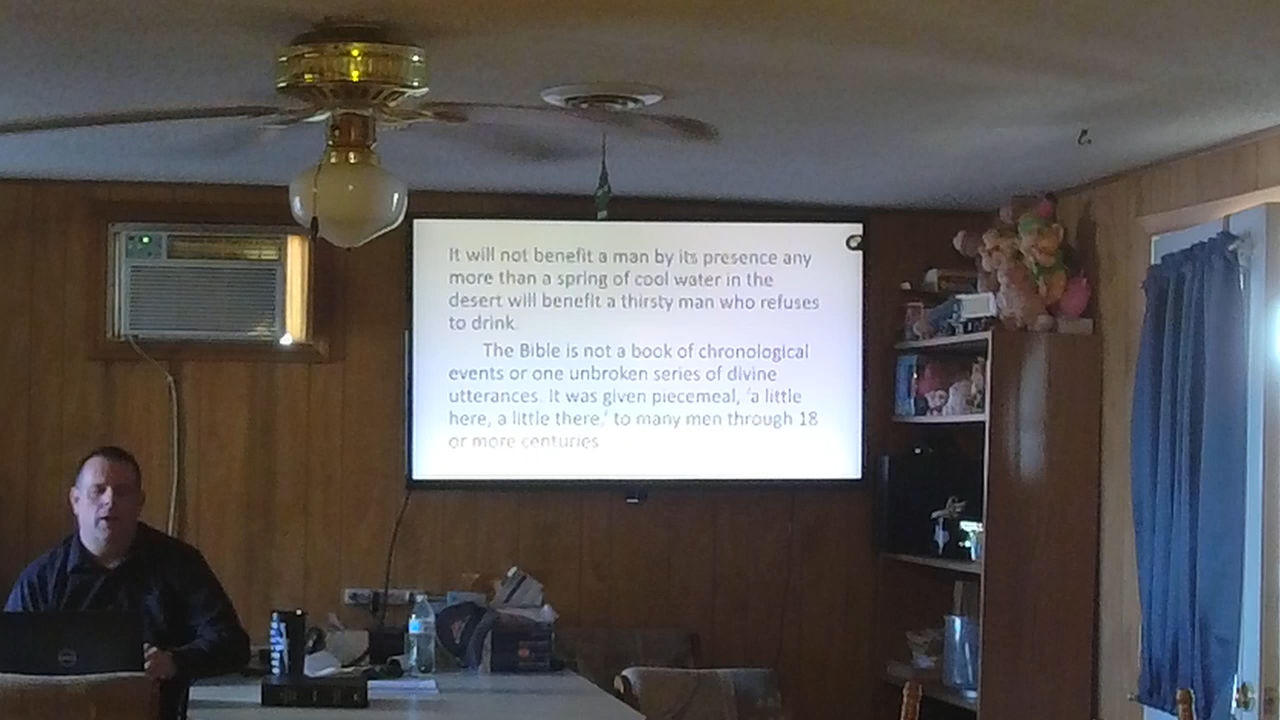 It will not benefit a man by its presence any
more than a spring of cool water in the
desert will benefit a thirsty man who refuses
to drink.
The Bible is not a book of chronological
events or one unbroken series of divine
utterances. It was given piecemeal, ‘a little
here, a little there,’ to many men through 18
or more centuries
DELL